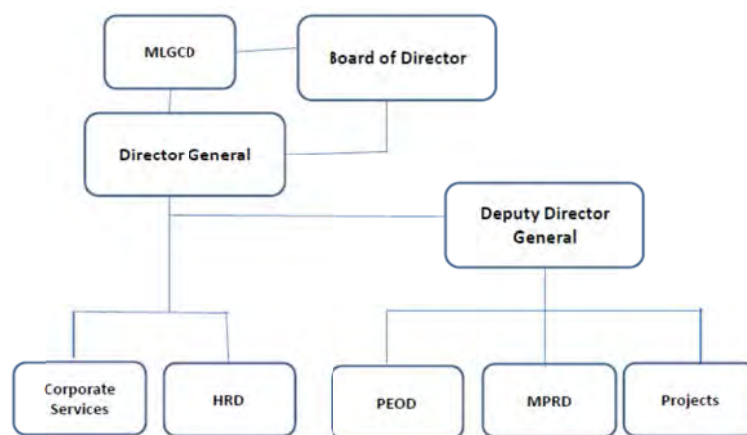 MLGCD
Board of Director
Director General
Deputy Director
General
Corporate
Services
HRD
PEOD
MPRD
Projects